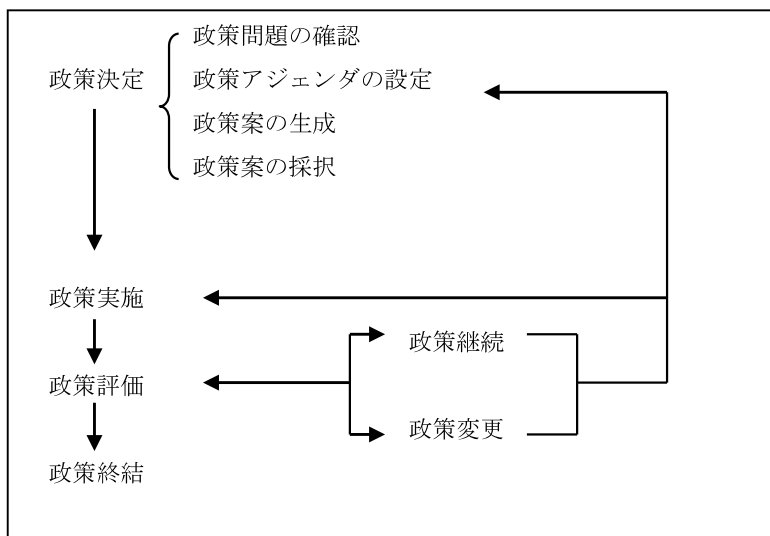 政策決定
政策問題の確認
政策アジェンダの設定
政策案の生成
政策案の採択
政策実施
政策継続
政策評価
政策変更
政策終結